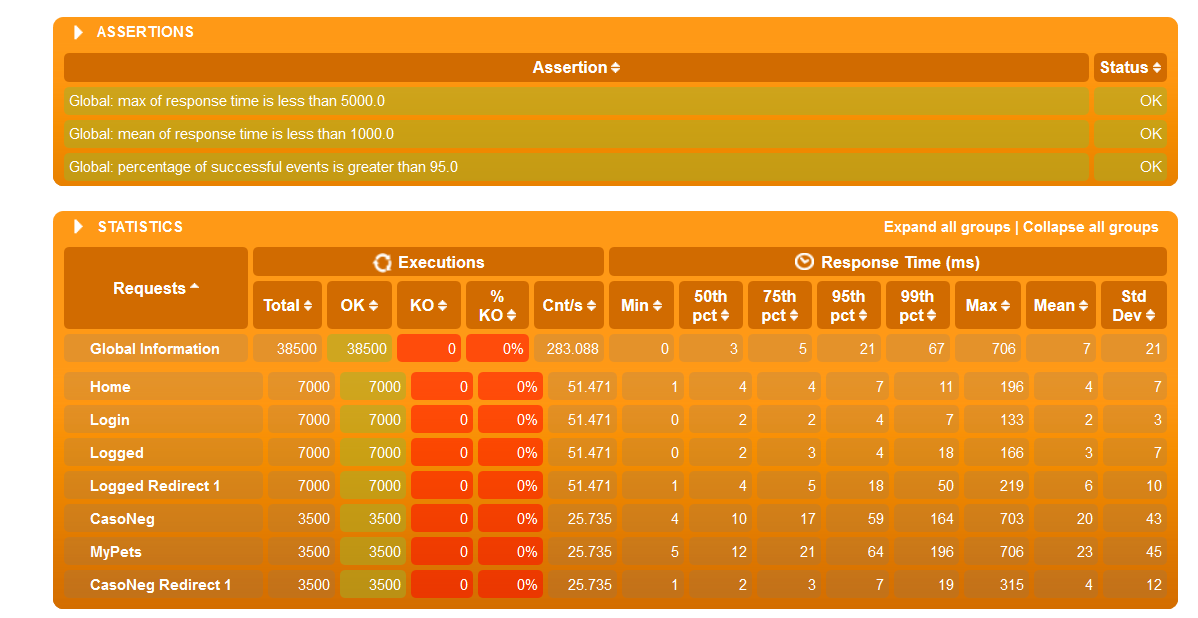 ASSERTIONS
Assertion Status
Global: max of response time is less than 5000.0 OK
Global: mean of response time is less than 1000.0 OK
Global: percentage of successful events is greater than 95.0 OK
STATISTICS Expand all groups | Collapse all groups
Requests Executions Response Time (ms)
Total OK KO % KO Cnt/s Min 50th pct 75th pct 95th pct 99th pct Max Mean Std Dev
Global Information 38500 38500 0 0% 283.088 0 3 5 21 67 706 7 21
Home 7000 7000 0 0% 51.471 1 4 4 7 11 196 4 7
Login 7000 7000 0 0% 51.471 0 2 2 4 7 133 2 3
Logged 7000 7000 0 0% 51.471 0 2 3 4 18 166 3 7
Logged Redirect 1 7000 7000 0 0% 51.471 1 4 5 18 50 219 6 10
CasoNeg 3500 3500 0 0% 25.735 4 10 17 59 164 703 20 43
MyPets 3500 3500 0 0% 25.735 5 12 21 64 196 706 23 45
CasoNeg Redirect 1 3500 3500 0 0% 25.735 1 2 3 7 19 315 4 12